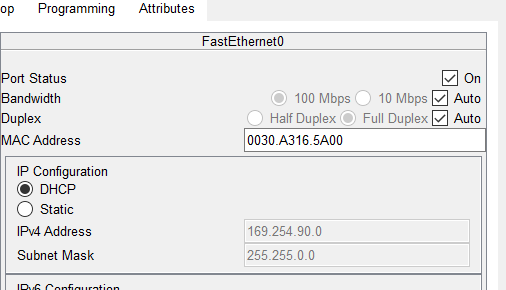 op Programming Attributes
FastEthernet0
Port Status On
Bandwidth 100 Mbps 10 Mbps Auto
Duplex Half Duplex Full Duplex Auto
MAC Address 0030.A316.5A00
IP Configuration
DHCP
Static
IPv4 Address 169.254.90.0
Subnet Mask 255.255.0.0
IPv6 Configuration